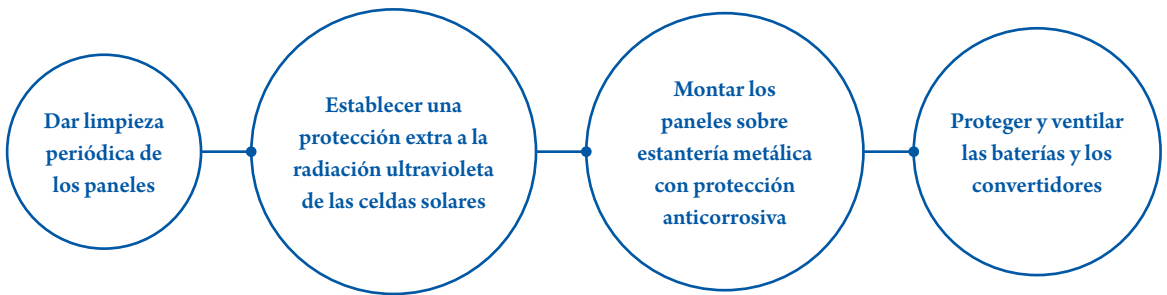 Dar limpieza
periódica de
los paneles
Establecer una
protección extra a la
radiación ultravioleta
de las celdas solares
Montar los
paneles sobre
estantería metálica
con protección
anticorrosiva
Proteger y ventilar
las baterías y los
convertidores